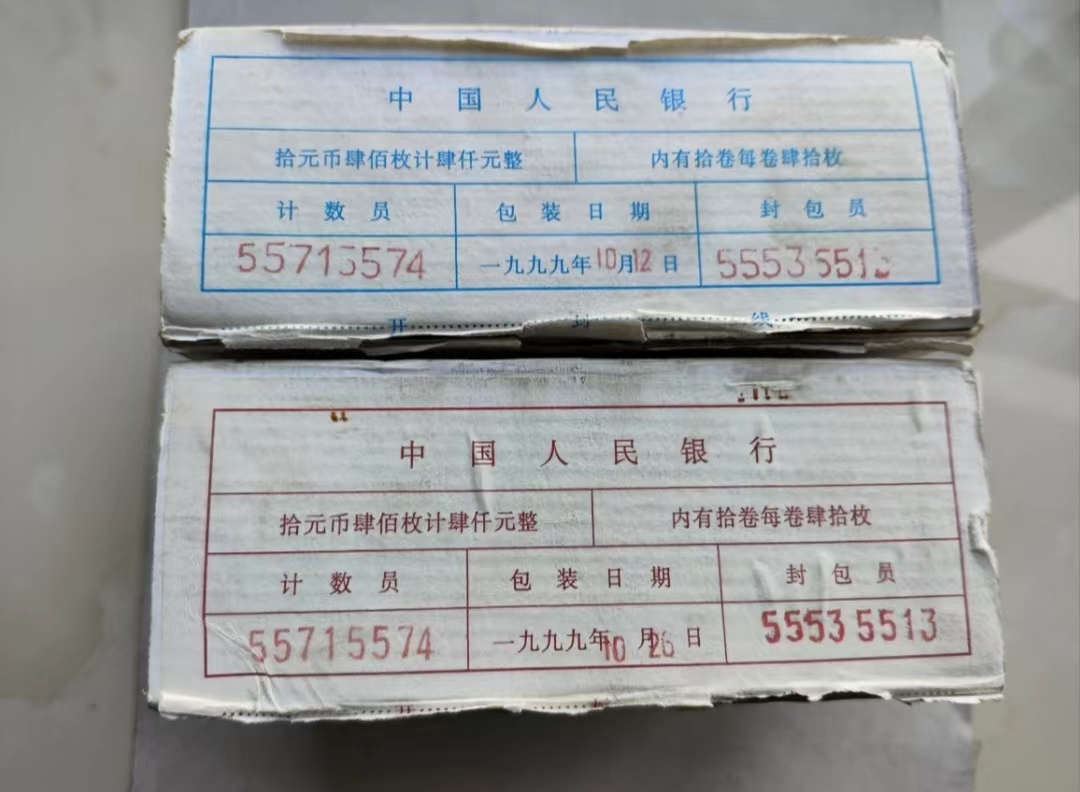 中国人民银行
拾元币肆佰枚计肆仟元整 内有拾卷每卷肆拾枚
计数员 包装日期 封包员
55715574 一九九九年10月12日 5553551
开封线
中国人民银行
拾元币肆佰枚计肆仟元整 内有拾卷每卷肆拾枚
计数员 包装日期 封包员
55715574 一九九九年10月26日 55535513